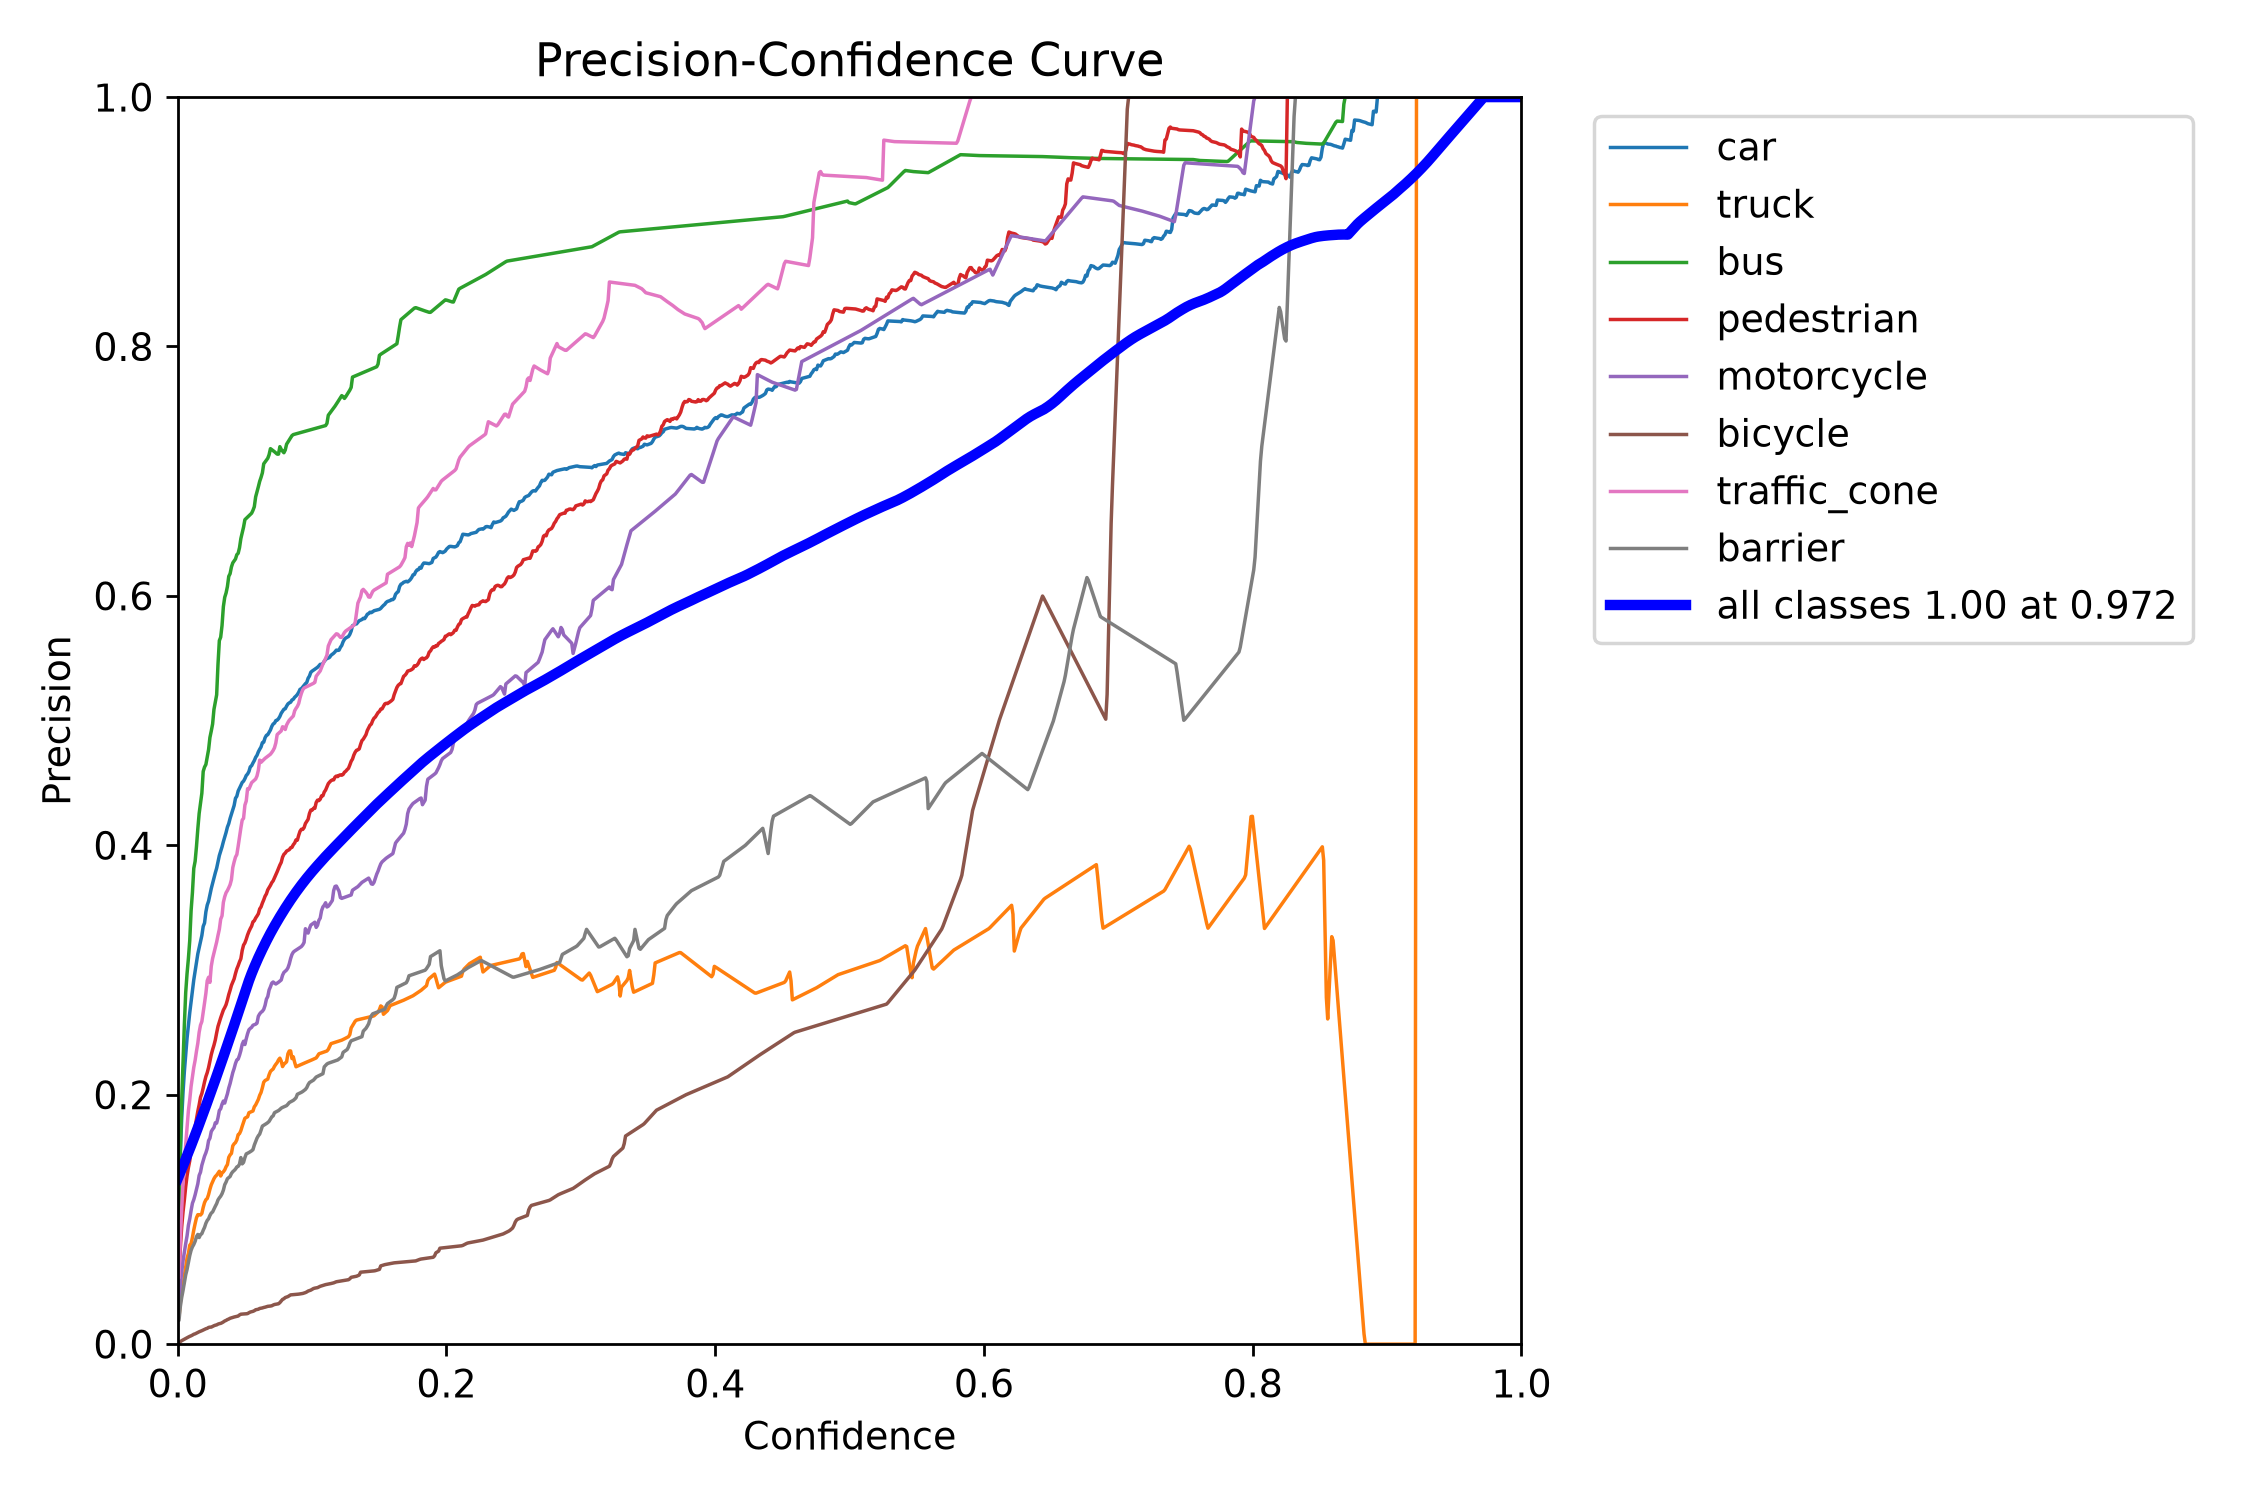 Precision-Confidence Curve
1.0
0.8
0.6
0.4
0.2
0.0
Precision
0.0 0.2 0.4 0.6 0.8 1.0
Confidence
car
truck
bus
pedestrian
motorcycle
bicycle
traffic_cone
barrier
all classes 1.00 at 0.972